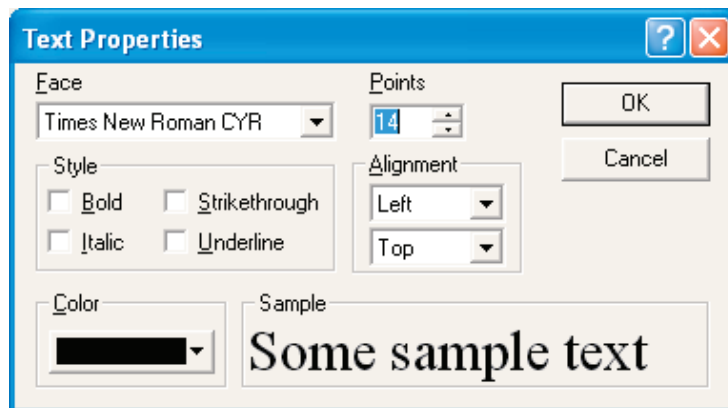 Text Properties
Face
Points
Times New Roman CYR
14
OK
Cancel
Style
Bold
Strikethrough
Italic
Underline
Alignment
Left
Top
Color
Sample
Some sample text